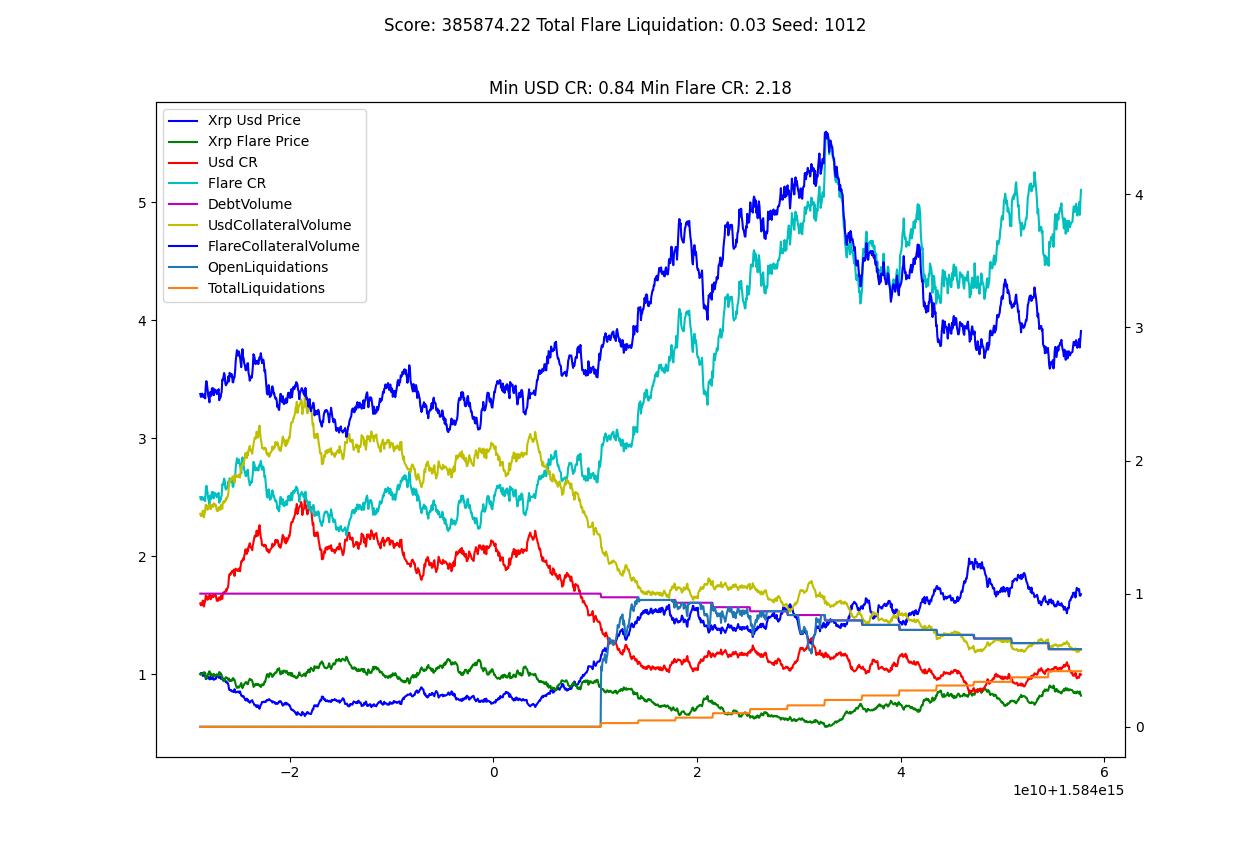 Score: 385874.22 Total Flare Liquidation: 0.03 Seed: 1012
Min USD CR: 0.84 Min Flare CR: 2.18
Xrp Usd Price
Xrp Flare Price
Usd CR
Flare CR
DebtVolume
UsdCollateralVolume
FlareCollateralVolume
OpenLiquidations
TotalLiquidations
5
4
3
2
1
4
3
2
1
0
−2
0
2
4
6
1e10+1.584e15